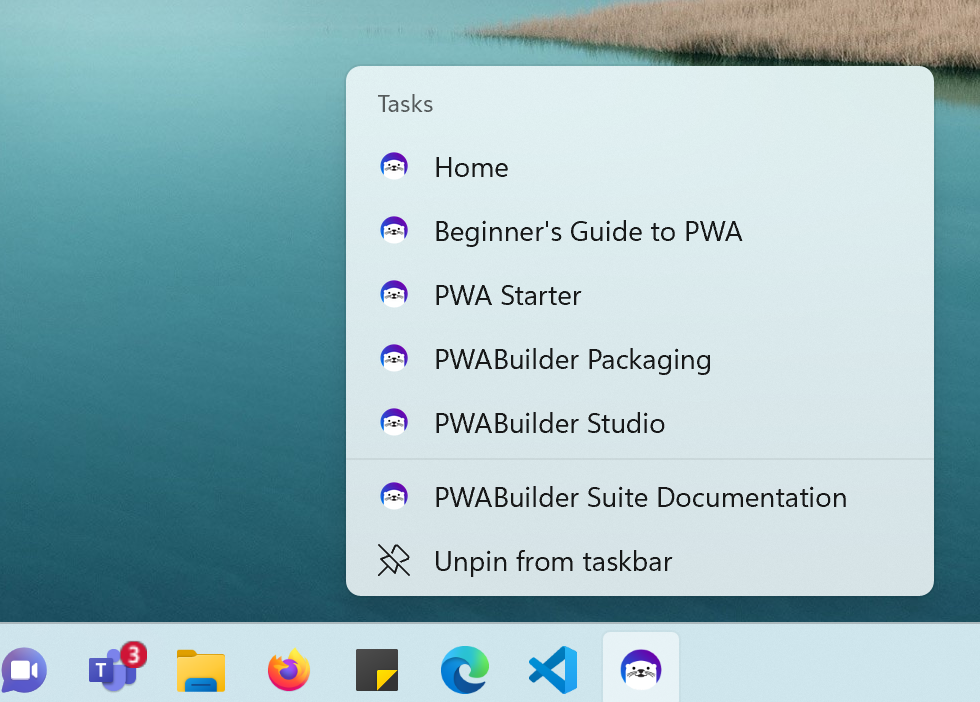 Tasks
Home
Beginner's Guide to PWA
PWA Starter
PWABuilder Packaging
PWABuilder Studio
PWABuilder Suite Documentation
Unpin from taskbar
T
3